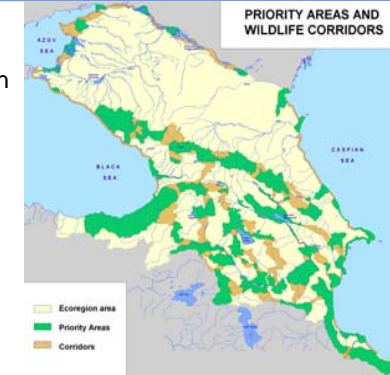 PRIORITY AREAS AND
WILDLIFE CORRIDORS
AZOV
SEA
BLACK
SEA
CASPIAN
SEA
Ecoregion area
Priority Areas
Corridors